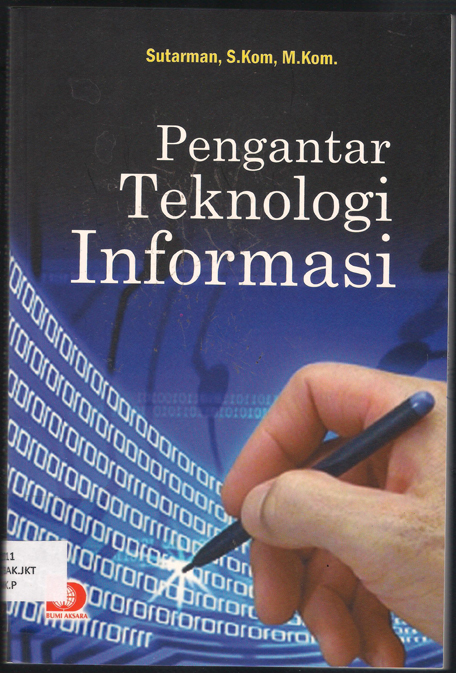 Sutarman, S.Kom, M.Kom.
Pengantar
Teknologi
Informasi
BUMI AKSARA